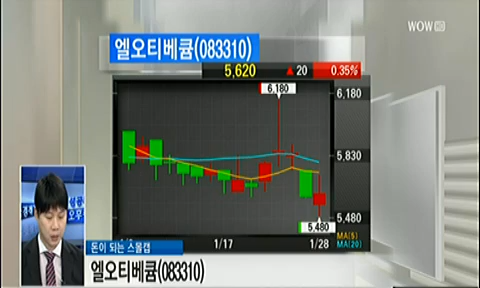 WOW
엘오티베큠(083310)
5,620 ▲ 20 0.35%
6,180
6,180
5,830
5,480
5,480
1/17 1/28
MA(5)
MA(20)
돈이 되는 스몰캡
엘오티베큠(083310)